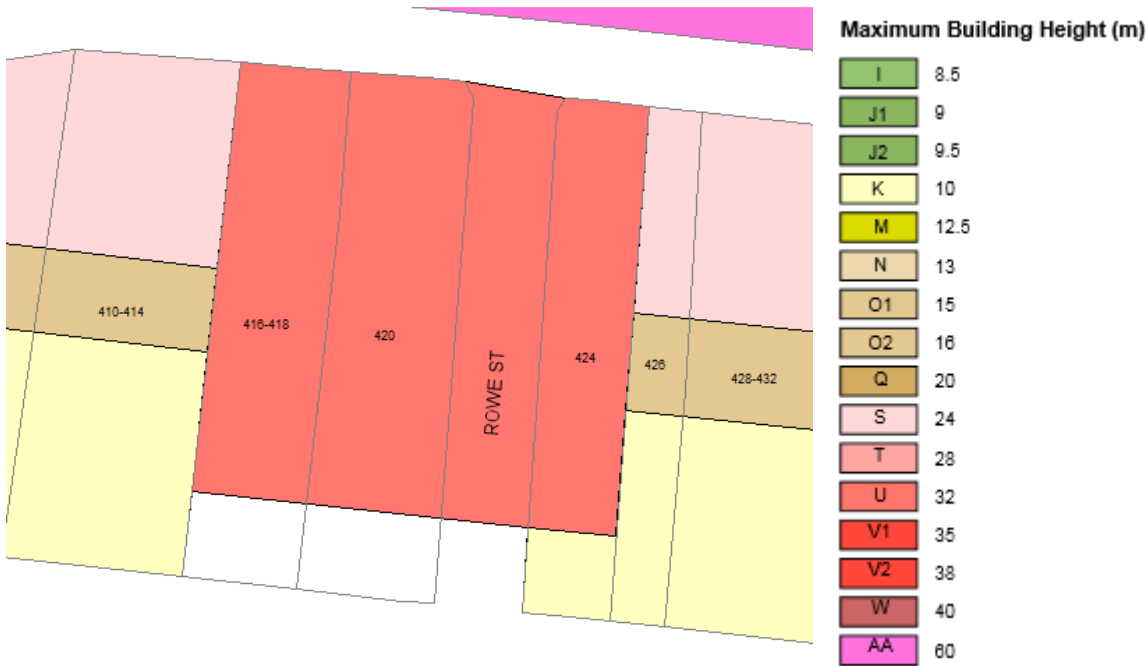 410-414
416-418
420
ROWE ST
424
426
428-432
Maximum Building Height (m)
I 8.5
J1 9
J2 9.5
K 10
M 12.5
N 13
O1 15
O2 16
Q 20
S 24
T 28
U 32
V1 35
V2 38
W 40
AA 60